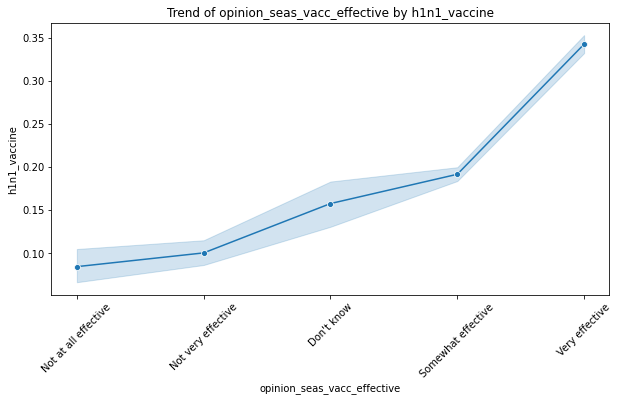 Trend of opinion_seas_vacc_effective by h1n1_vaccine
0.35
0.30
0.25
0.20
0.15
0.10
h1n1_vaccine
Not at all effective
Not very effective
Don't know
Somewhat effective
Very effective
opinion_seas_vacc_effective